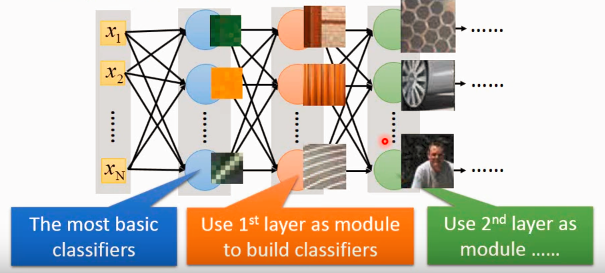 x1
......
x2
......
......
......
......
......
xN
......
The most basic
classifiers
Use 1st layer as module
to build classifiers
Use 2nd layer as
module ......